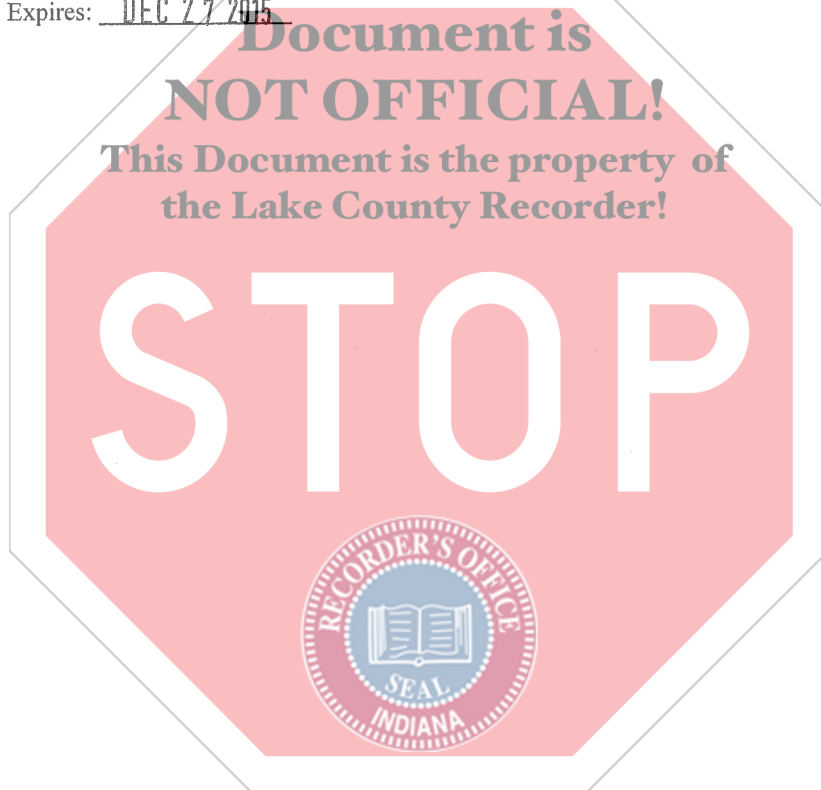 Expires: DEC 27 2015
Document is
NOT OFFICIAL!
This Document is the property of
the Lake County Recorder!
STOP
RECORDER'S OFFICE
SEAL
INDIANA